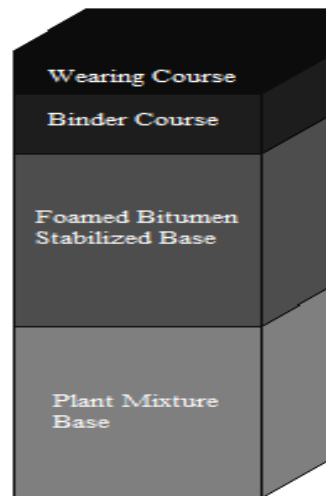 Wearing Course
Binder Course
Foamed Bitumen
Stabilized Base
Plant Mixture
Base